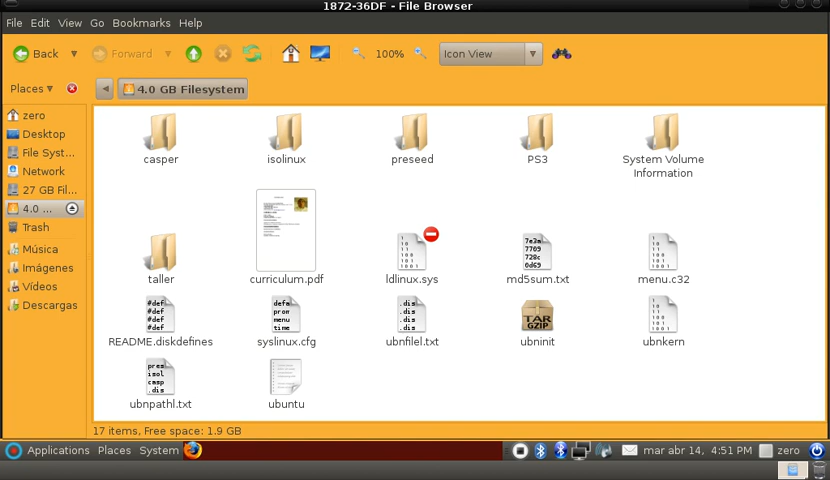 1872-36DF - File Browser
File Edit View Go Bookmarks Help
Back Forward 100% Icon View
Places 4.0 GB Filesystem
zero
Desktop
File Syst...
Network
27 GB Fil...
4.0 ...
Trash
Música
Imágenes
Vídeos
Descargas
casper isolinux preseed PS3 System Volume
Information
taller curriculum.pdf ldlinux.sys md5sum.txt menu.c32
README.diskdefines syslinux.cfg ubnfilel.txt ubninit ubnkern
ubnpathl.txt ubuntu
17 items, Free space: 1.9 GB
Applications Places System mar abr 14, 4:51 PM zero